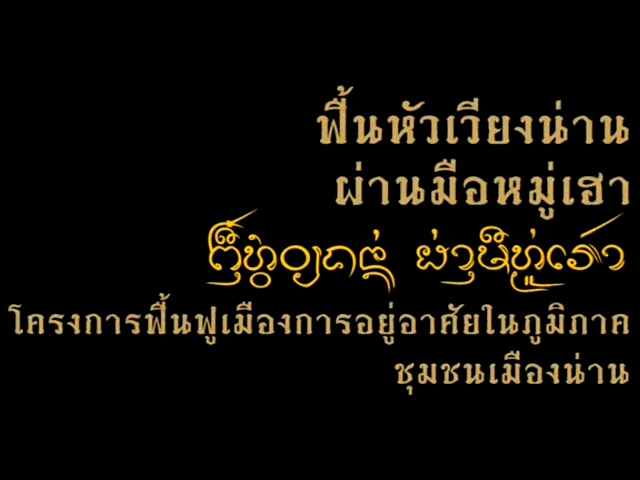 ฟื้นหัวเวียงน่าน
ผ่านมือหมู่เฮา
โครงการฟื้นฟูเมืองการอยู่อาศัยในภูมิภาค
ชุมชนเมืองน่าน